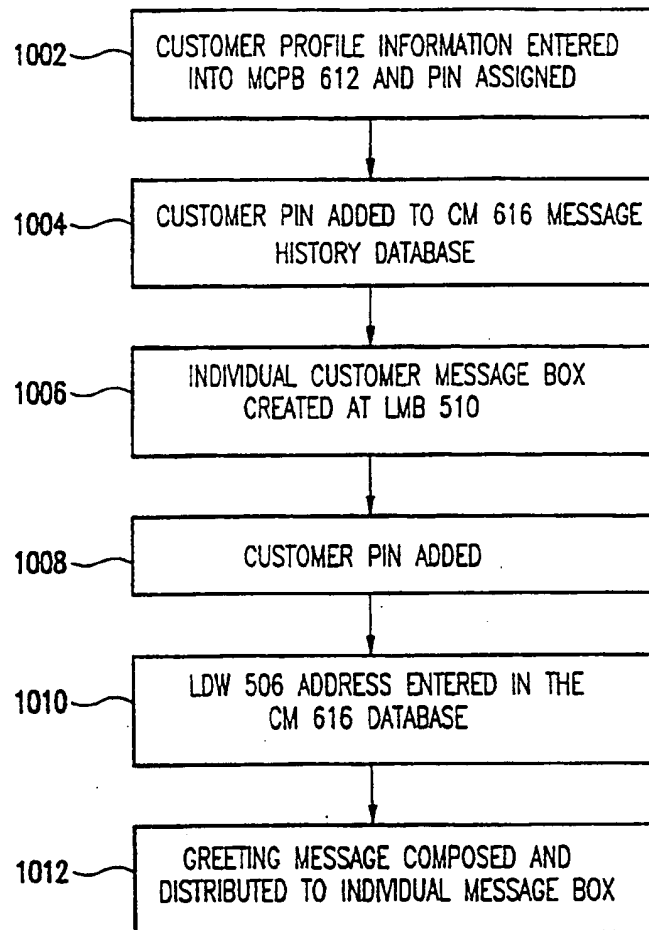 1002
CUSTOMER PROFILE INFORMATION ENTERED
INTO MCPB 612 AND PIN ASSIGNED
1004
CUSTOMER PIN ADDED TO CM 616 MESSAGE
HISTORY DATABASE
1006
INDIVIDUAL CUSTOMER MESSAGE BOX
CREATED AT LMB 510
1008
CUSTOMER PIN ADDED
1010
LDW 506 ADDRESS ENTERED IN THE
CM 616 DATABASE
1012
GREETING MESSAGE COMPOSED AND
DISTRIBUTED TO INDIVIDUAL MESSAGE BOX